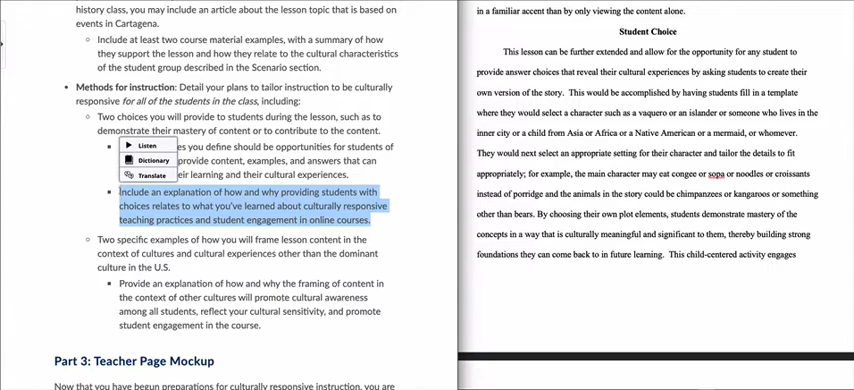 history class, you may include an article about the lesson topic that is based on
events in Cartagena.
Include at least two course material examples, with a summary of how
they support the lesson and how they relate to the cultural characteristics
of the student group described in the Scenario section.
Methods for instruction: Detail your plans to tailor instruction to be culturally
responsive for all of the students in the class, including:
Two choices you will provide to students during the lesson, such as to
demonstrate their mastery of content or to contribute to the content.
Listen
Dictionary
Translate
es you define should be opportunities for students of
provide content, examples, and answers that can
eir learning and their cultural experiences.
Include an explanation of how and why providing students with
choices relates to what you've learned about culturally responsive
teaching practices and student engagement in online courses.
Two specific examples of how you will frame lesson content in the
context of cultures and cultural experiences other than the dominant
culture in the U.S.
Provide an explanation of how and why the framing of content in
the context of other cultures will promote cultural awareness
among all students, reflect your cultural sensitivity, and promote
student engagement in the course.
Part 3: Teacher Page Mockup
Now that you have begun preparations for culturally responsive instruction, you are
in a familiar accent than by only viewing the content alone.
Student Choice
This lesson can be further extended and allow for the opportunity for any student to
provide answer choices that reveal their cultural experiences by asking students to create their
own version of the story. This would be accomplished by having students fill in a template
where they would select a character such as a vaquero or an islander or someone who lives in the
inner city or a child from Asia or Africa or a Native American or a mermaid, or whomever.
They would next select an appropriate setting for their character and tailor the details to fit
appropriately; for example, the main character may eat congee or sopa or noodles or croissants
instead of porridge and the animals in the story could be chimpanzees or kangaroos or something
other than bears. By choosing their own plot elements, students demonstrate mastery of the
concepts in a way that is culturally meaningful and significant to them, thereby building strong
foundations they can come back to in future learning. This child-centered activity engages